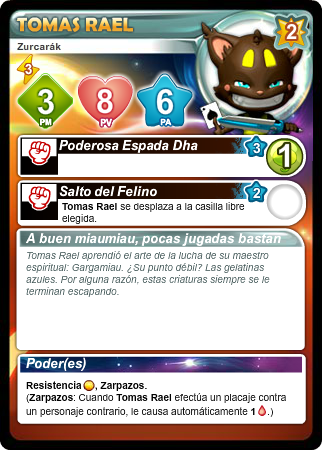 TOMAS RAEL
2
Zurcarák
3
3
PM
8
PV
6
PA
Poderosa Espada Dha
3
1
Salto del Felino
2
Tomas Rael se desplaza a la casilla libre
elegida.
A buen miaumiau, pocas jugadas bastan
Tomas Rael aprendió el arte de la lucha de su maestro
espiritual: Gargamiau. ¿Su punto débil? Las gelatinas
azules. Por alguna razón, estas criaturas siempre se le
terminan escapando.
Poder(es)
Resistencia , Zarpazos.
(Zarpazos: Cuando Tomas Rael efectúa un placaje contra
un personaje contrario, le causa automáticamente 1 .)